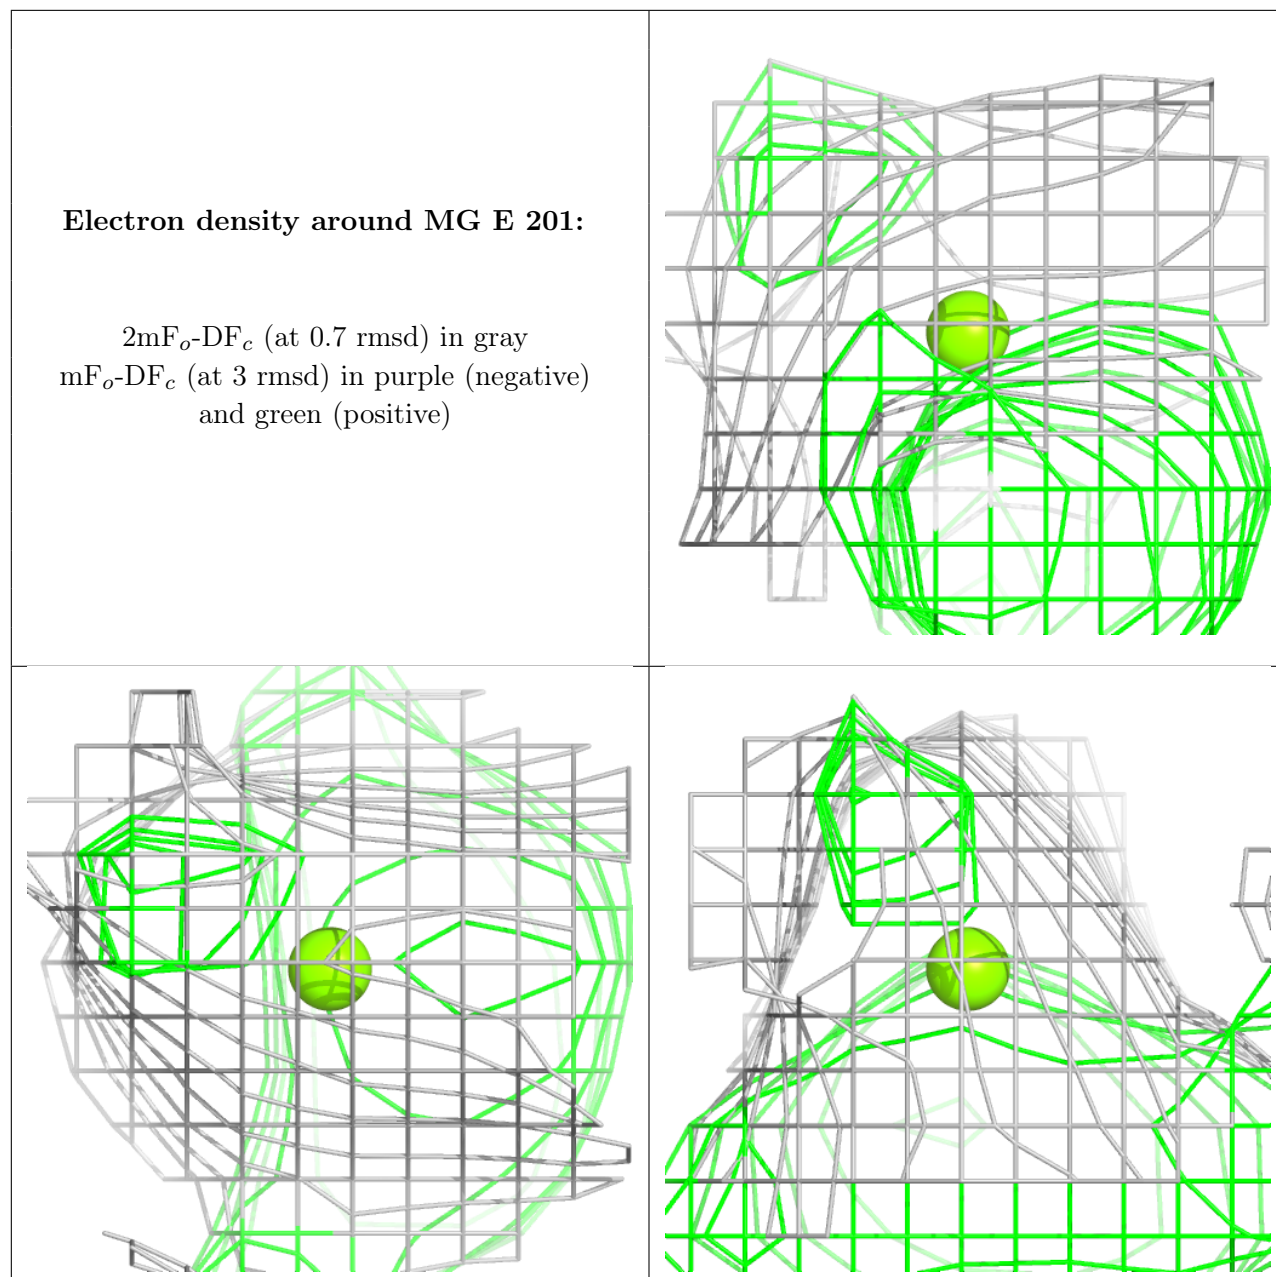 Electron density around MG E 201:
2mFₒ-DF𝑐 (at 0.7 rmsd) in gray
mFₒ-DF𝑐 (at 3 rmsd) in purple (negative)
and green (positive)